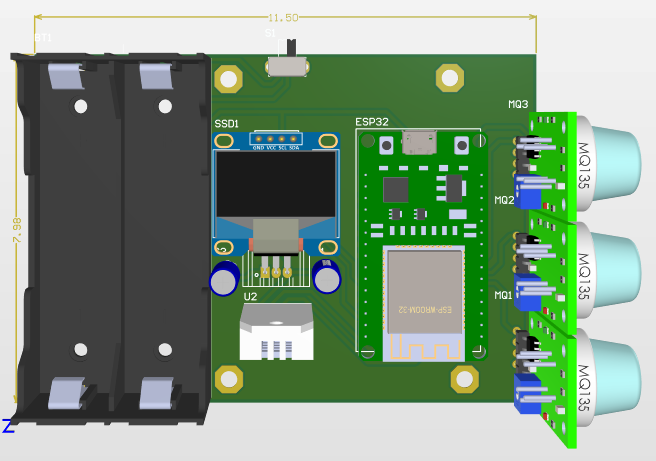 11.50
S1
BT1
MQ3
SSD1
ESP32
GND VCC SCL SDA
MQ135
MQ2
7.98
MQ135
U2
MQ1
ESP-WROOM-32
MQ135
Z